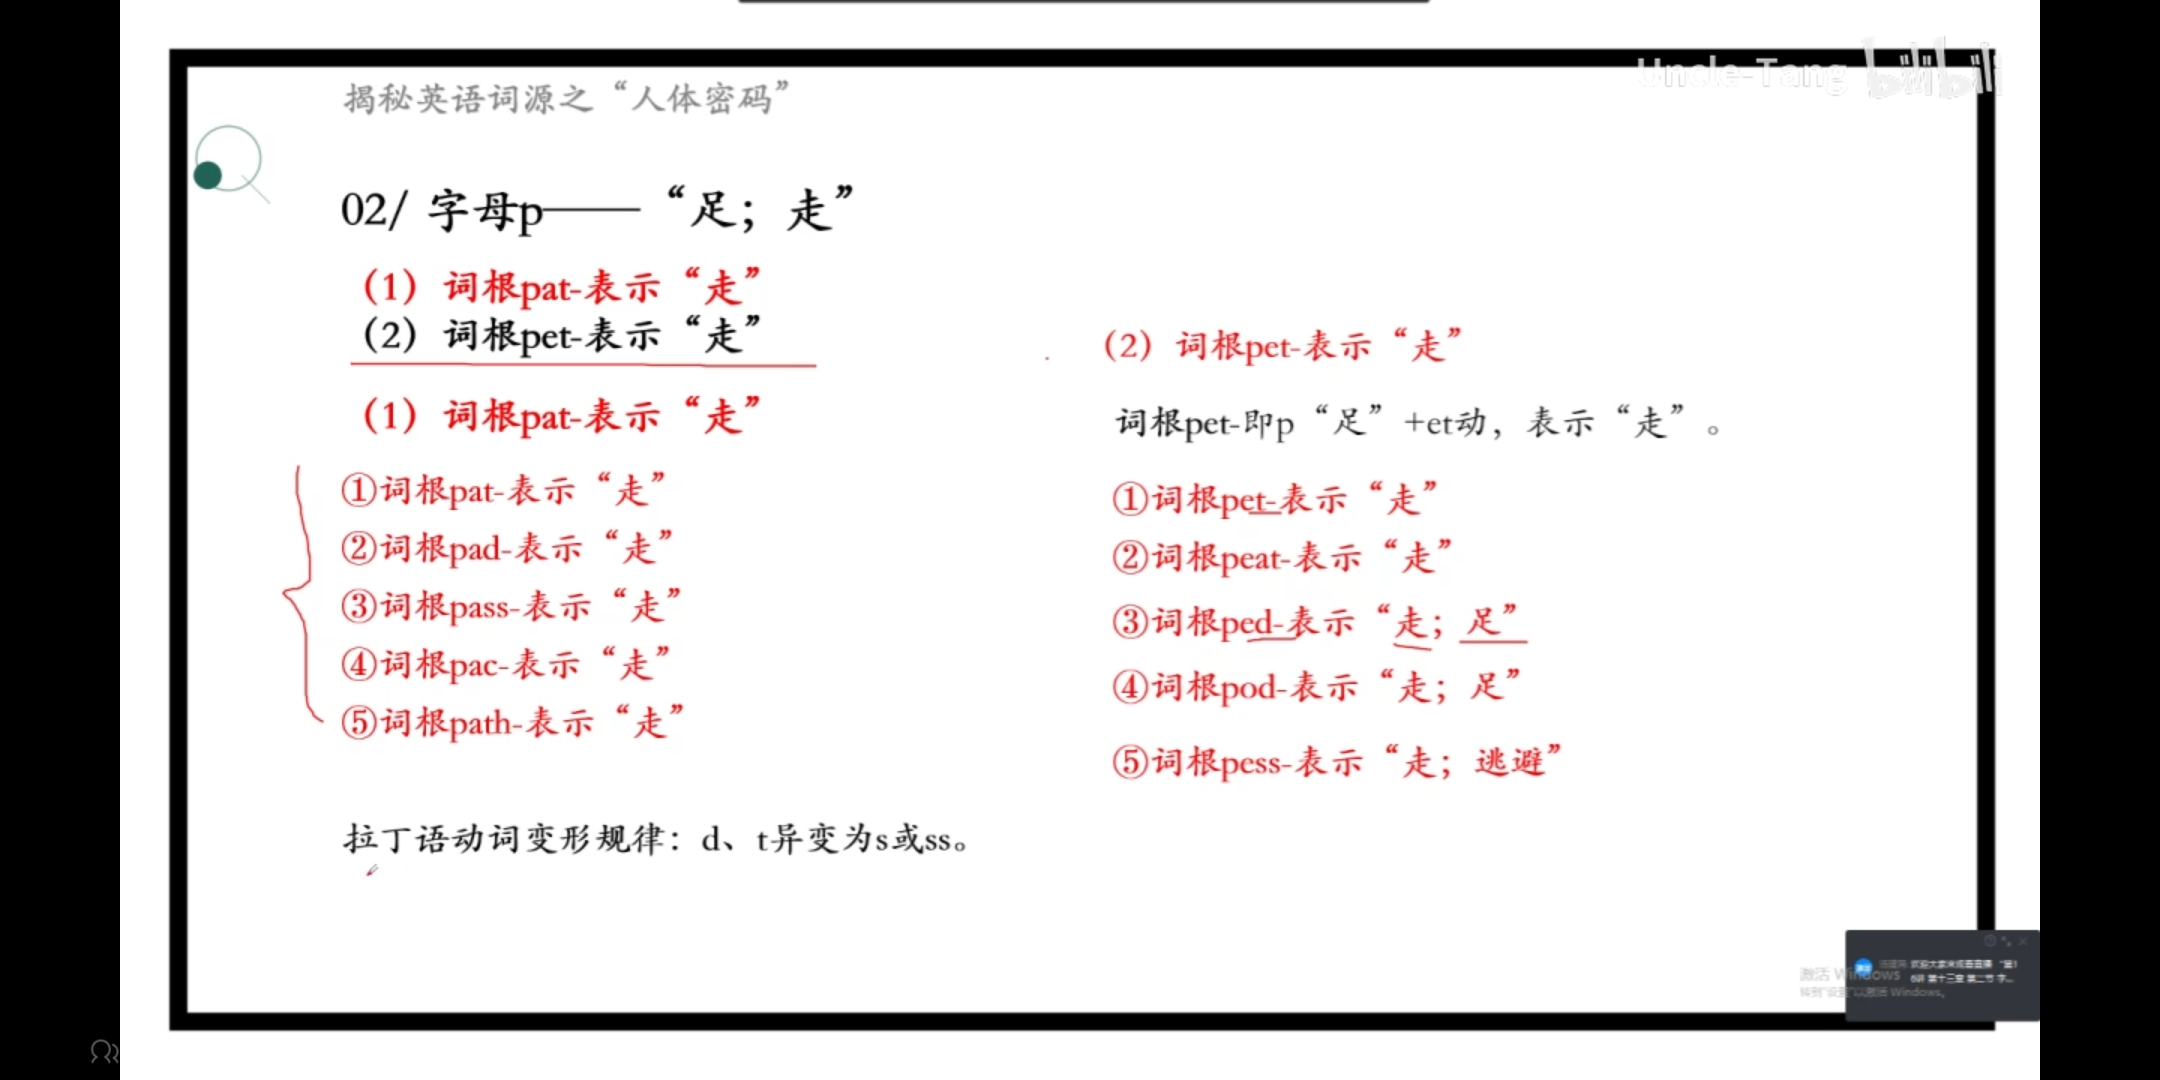 Uncle-Tang bilibili
揭秘英语词源之“人体密码”
02/ 字母p——“足；走”
（1）词根pat-表示“走”
（2）词根pet-表示“走”
（1）词根pat-表示“走”
①词根pat-表示“走”
②词根pad-表示“走”
③词根pass-表示“走”
④词根pac-表示“走”
⑤词根path-表示“走”
拉丁语动词变形规律：d、t异变为s或ss。
（2）词根pet-表示“走”
词根pet-即p“足”+et动，表示“走”。
①词根pet-表示“走”
②词根peat-表示“走”
③词根ped-表示“走；足”
④词根pod-表示“走；足”
⑤词根pess-表示“走；逃避”
激活 Windows
转到“设置”以激活 Windows。